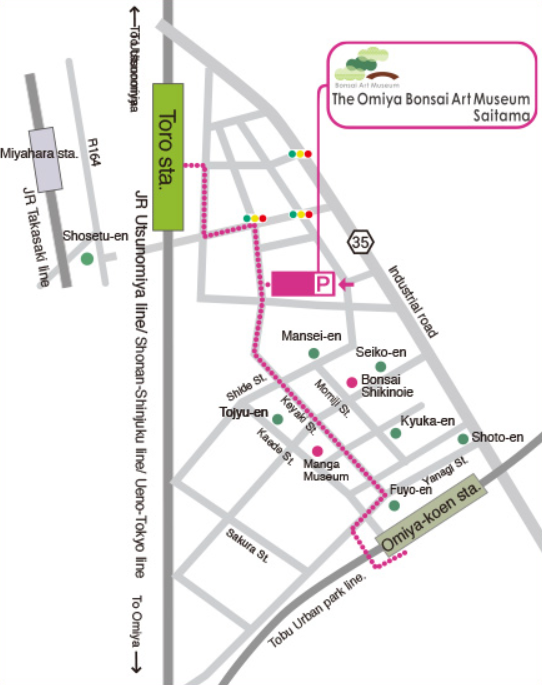 Bonsai Art Museum
The Omiya Bonsai Art Museum
Saitama
Toro sta.
Miyahara sta.
R164
JR Takasaki line
Shosetu-en
JR Utsunomiya line/ Shonan-Shinjuku line/ Ueno-Tokyo line
35
Industrial road
P
Mansei-en
Seiko-en
Bonsai
Shikinoie
Shide St.
Momiji St.
Keyaki St.
Tojyu-en
Kaede St.
Kyuka-en
Shoto-en
Manga
Museum
Yanagi St.
Fuyo-en
Omiya-koen sta.
Sakura St.
Tobu Urban park line.
To Omiya